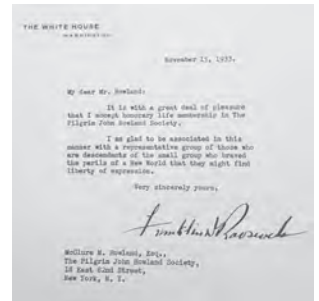 THE WHITE HOUSE
WASHINGTON
November 13, 1933.
My dear Mr. Howland:
It is with a great deal of pleasure
that I accept honorary life membership in The
Pilgrim John Howland Society.
I am glad to be associated in this
manner with a representative group of those who
are descendants of the small group who braved
the perils of a New World that they might find
liberty of expression.
Very sincerely yours,
Franklin D Roosevelt
McClure M. Howland, Esq.,
The Pilgrim John Howland Society,
18 East 62nd Street,
New York, N. Y.